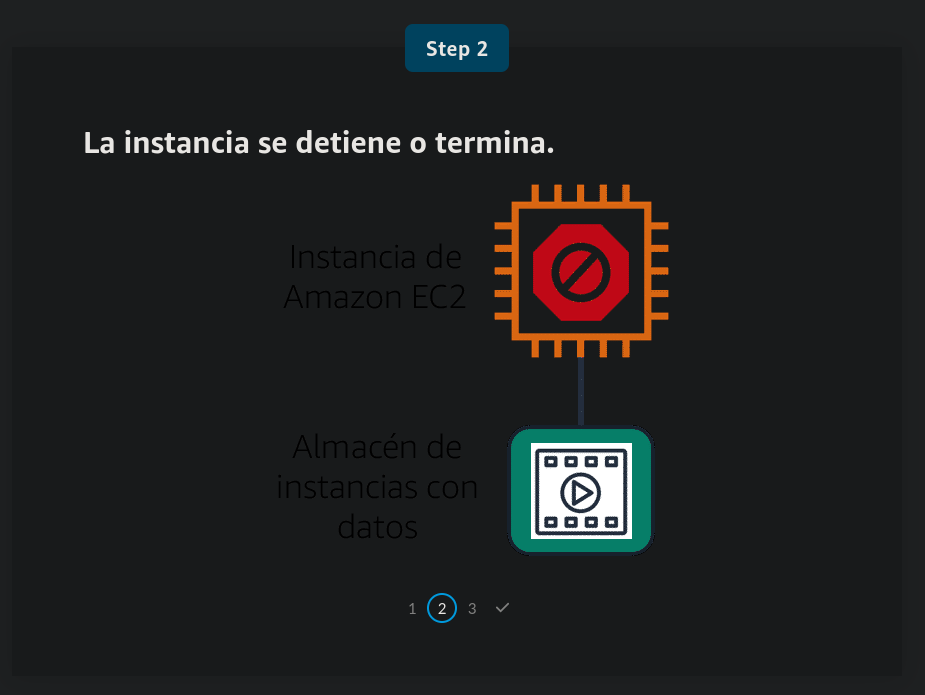 Step 2
La instancia se detiene o termina.
Instancia de
Amazon EC2
Almacén de
instancias con
datos
1 2 3